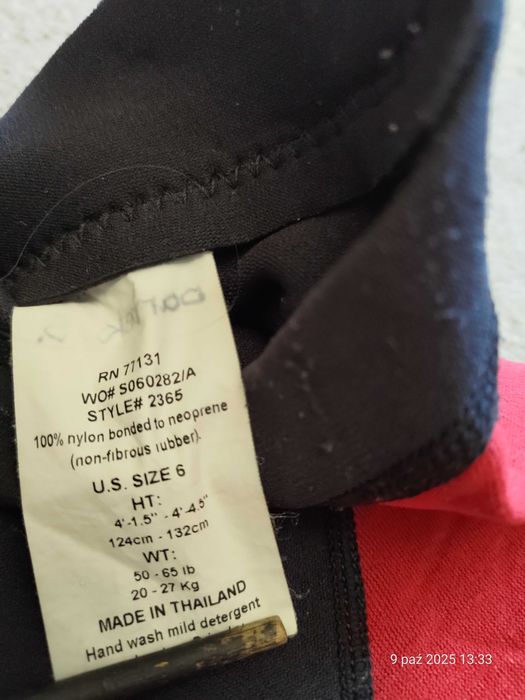 RN 77131
WO# S060282/A
STYLE# 2365
100% nylon bonded to neoprene
(non-fibrous rubber).
U.S. SIZE 6
HT:
4'-1.5" - 4'-4.5"
124cm - 132cm
WT:
50 - 65 lb
20 - 27 Kg
MADE IN THAILAND
Hand wash mild detergent
9 paź 2025 13:33